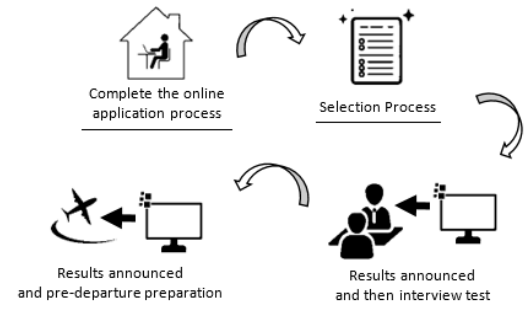 Complete the online
application process
Selection Process
Results announced
and then interview test
Results announced
and pre-departure preparation